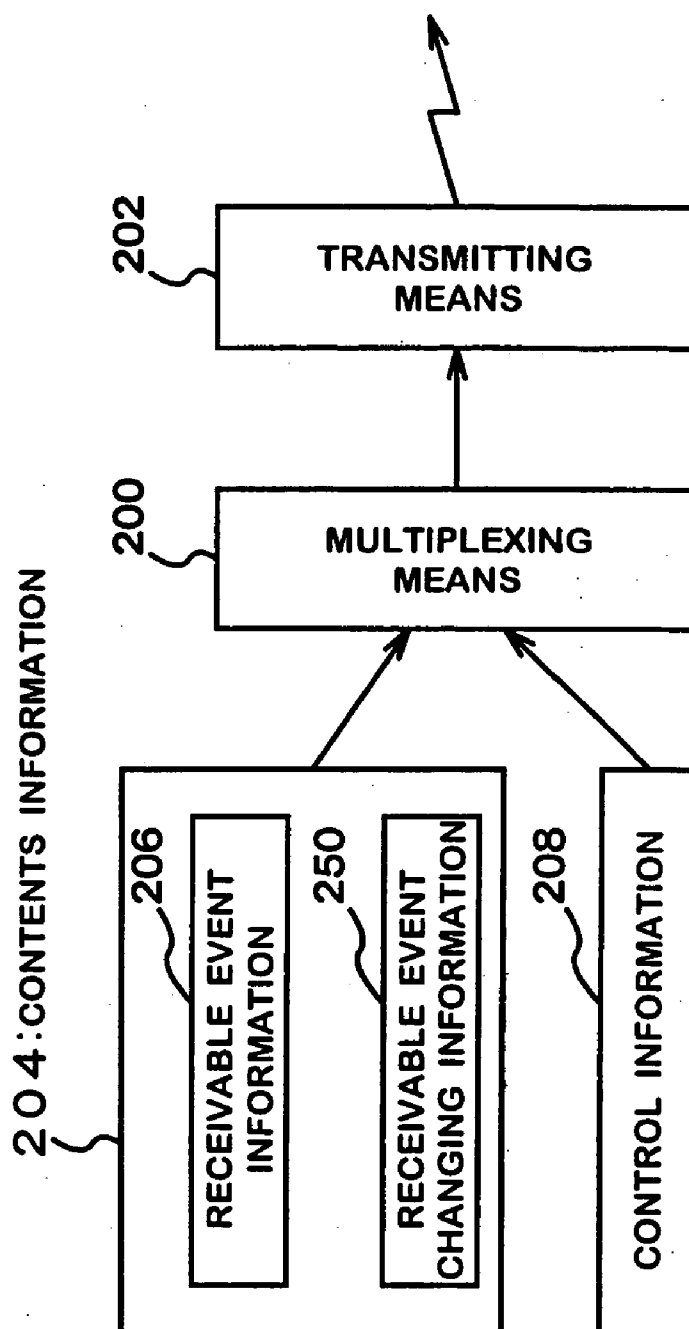 204:CONTENTS INFORMATION
206
RECEIVABLE EVENT
INFORMATION
250
RECEIVABLE EVENT
CHANGING INFORMATION
208
CONTROL INFORMATION
200
MULTIPLEXING
MEANS
202
TRANSMITTING
MEANS